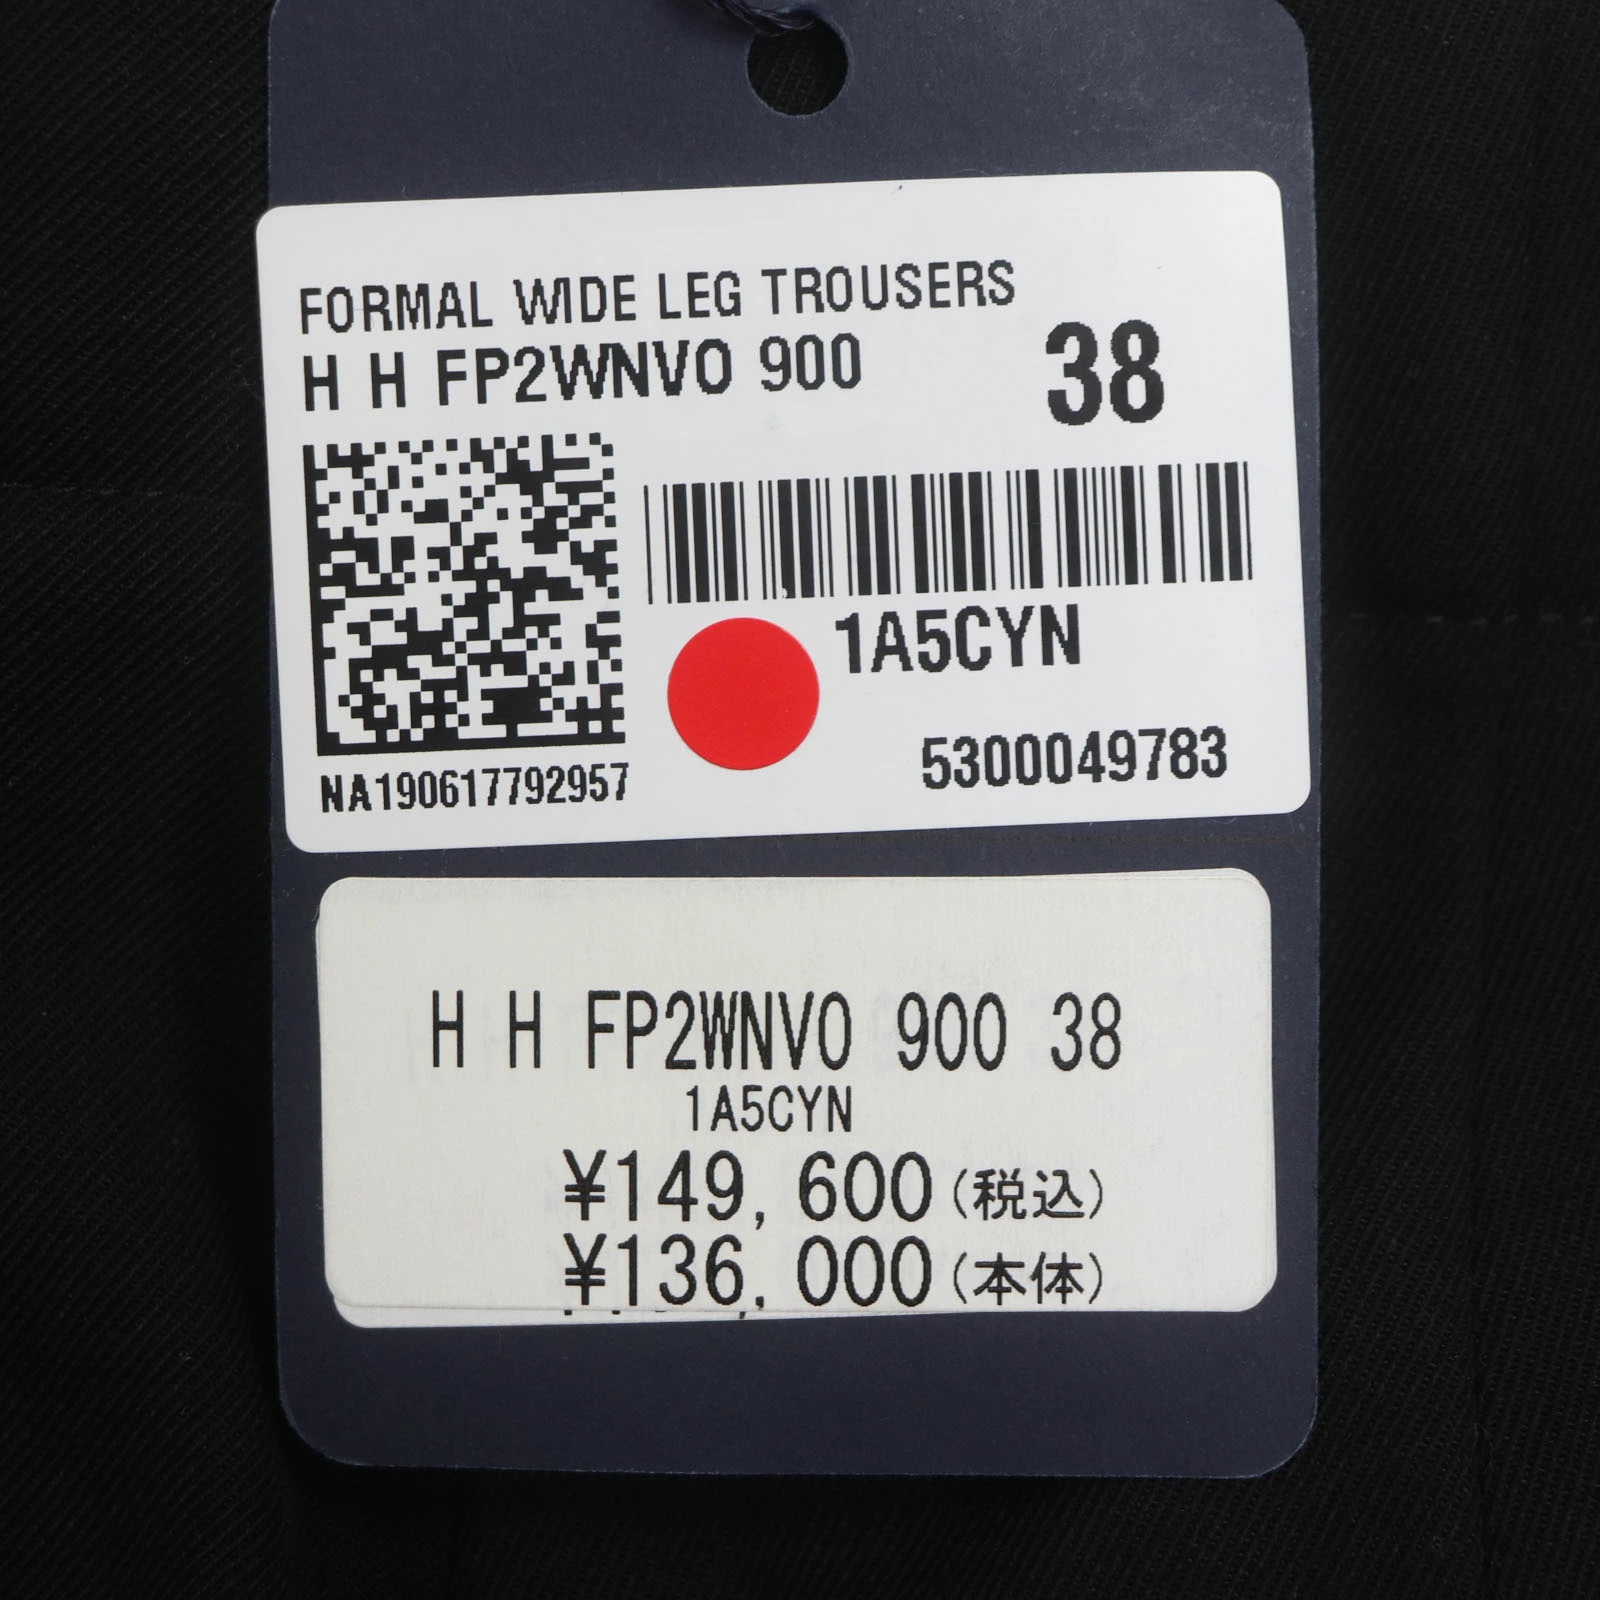 FORMAL WIDE LEG TROUSERS
H H FP2WNVO 900
38
1A5CYN
5300049783
NA190617792957
H H FP2WNVO 900 38
1A5CYN
¥149,600(税込)
¥136,000(本体)